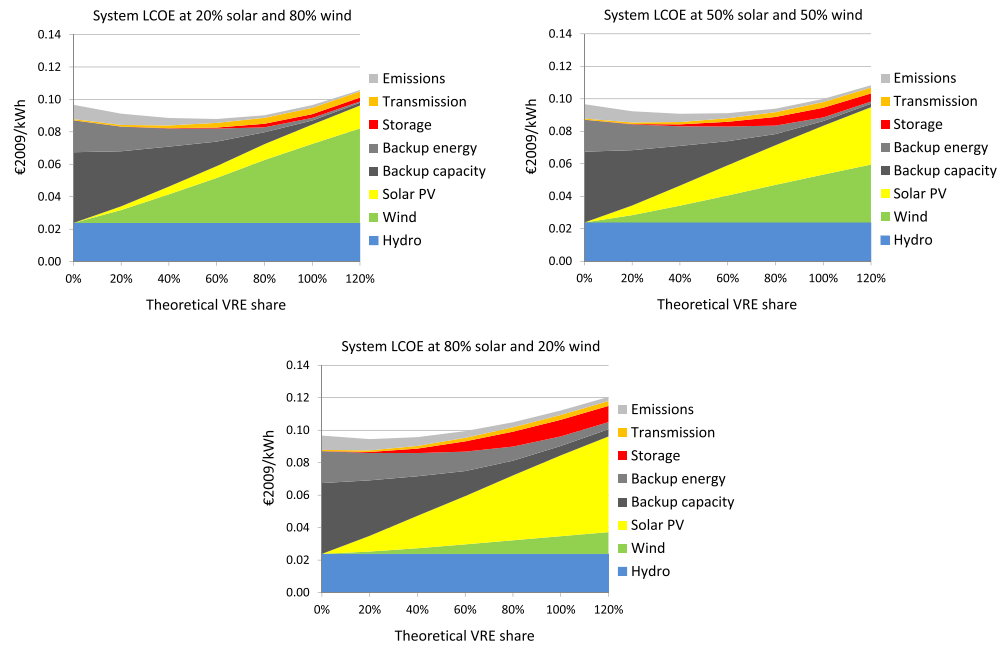 System LCOE at 20% solar and 80% wind
0.14
0.12
0.10
0.08
0.06
0.04
0.02
0.00
€2009/kWh
0% 20% 40% 60% 80% 100% 120%
Theoretical VRE share
Emissions
Transmission
Storage
Backup energy
Backup capacity
Solar PV
Wind
Hydro
System LCOE at 50% solar and 50% wind
0.14
0.12
0.10
0.08
0.06
0.04
0.02
0.00
€2009/kWh
0% 20% 40% 60% 80% 100% 120%
Theoretical VRE share
Emissions
Transmission
Storage
Backup energy
Backup capacity
Solar PV
Wind
Hydro
System LCOE at 80% solar and 20% wind
0.14
0.12
0.10
0.08
0.06
0.04
0.02
0.00
€2009/kWh
0% 20% 40% 60% 80% 100% 120%
Theoretical VRE share
Emissions
Transmission
Storage
Backup energy
Backup capacity
Solar PV
Wind
Hydro